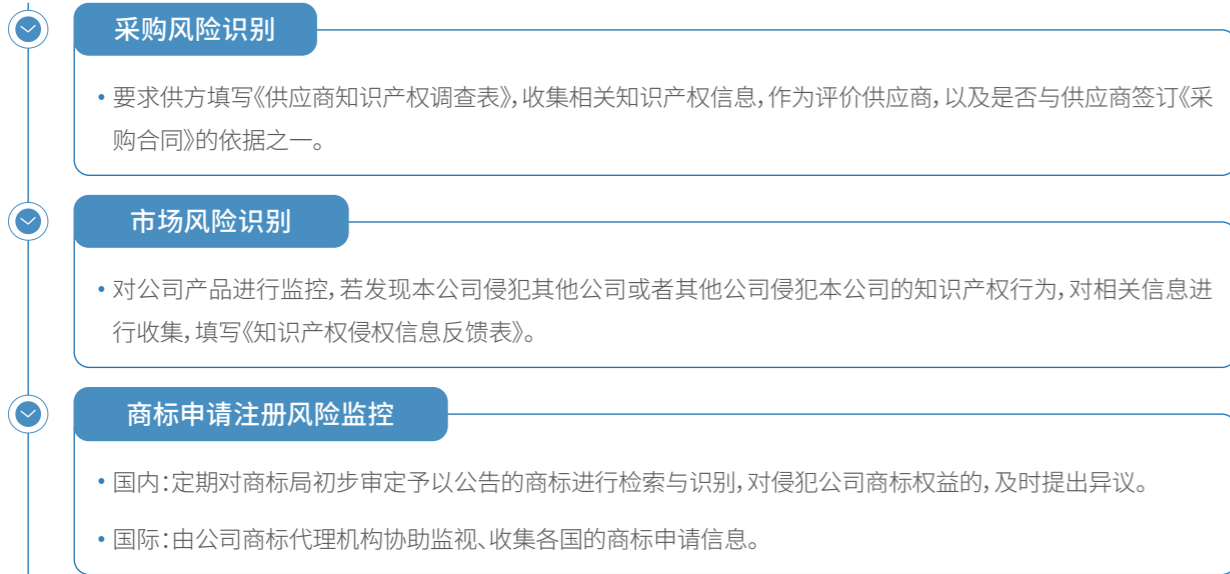 采购风险识别
• 要求供方填写《供应商知识产权调查表》，收集相关知识产权信息，作为评价供应商，以及是否与供应商签订《采
购合同》的依据之一。
市场风险识别
• 对公司产品进行监控，若发现本公司侵犯其他公司或者其他公司侵犯本公司的知识产权行为，对相关信息进
行收集，填写《知识产权侵权信息反馈表》。
商标申请注册风险监控
• 国内：定期对商标局初步审定予以公告的商标进行检索与识别，对侵犯公司商标权益的，及时提出异议。
• 国际：由公司商标代理机构协助监视、收集各国的商标申请信息。